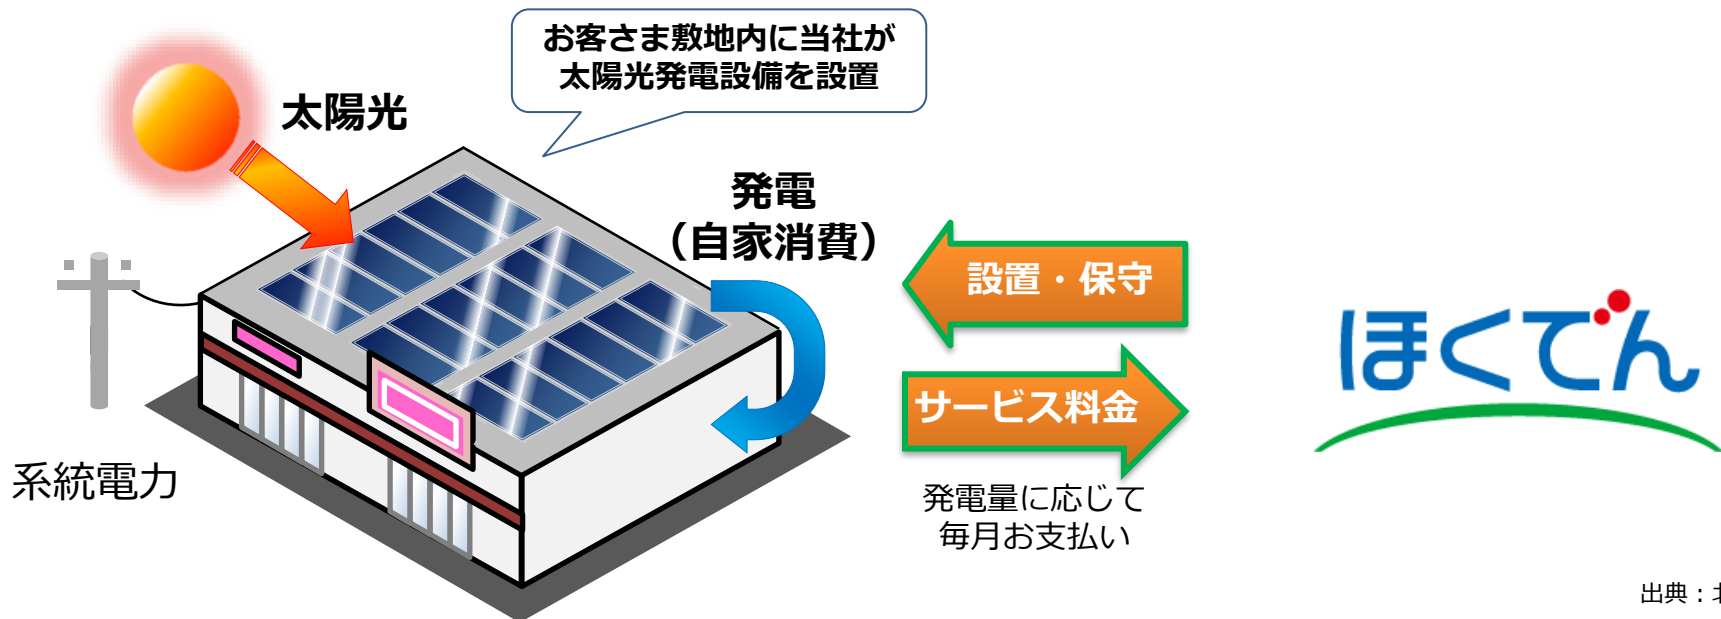 お客さま敷地内に当社が
太陽光発電設備を設置
太陽光
発電
（自家消費）
設置・保守
ほくでん
サービス料金
系統電力
発電量に応じて
毎月お支払い
出典：